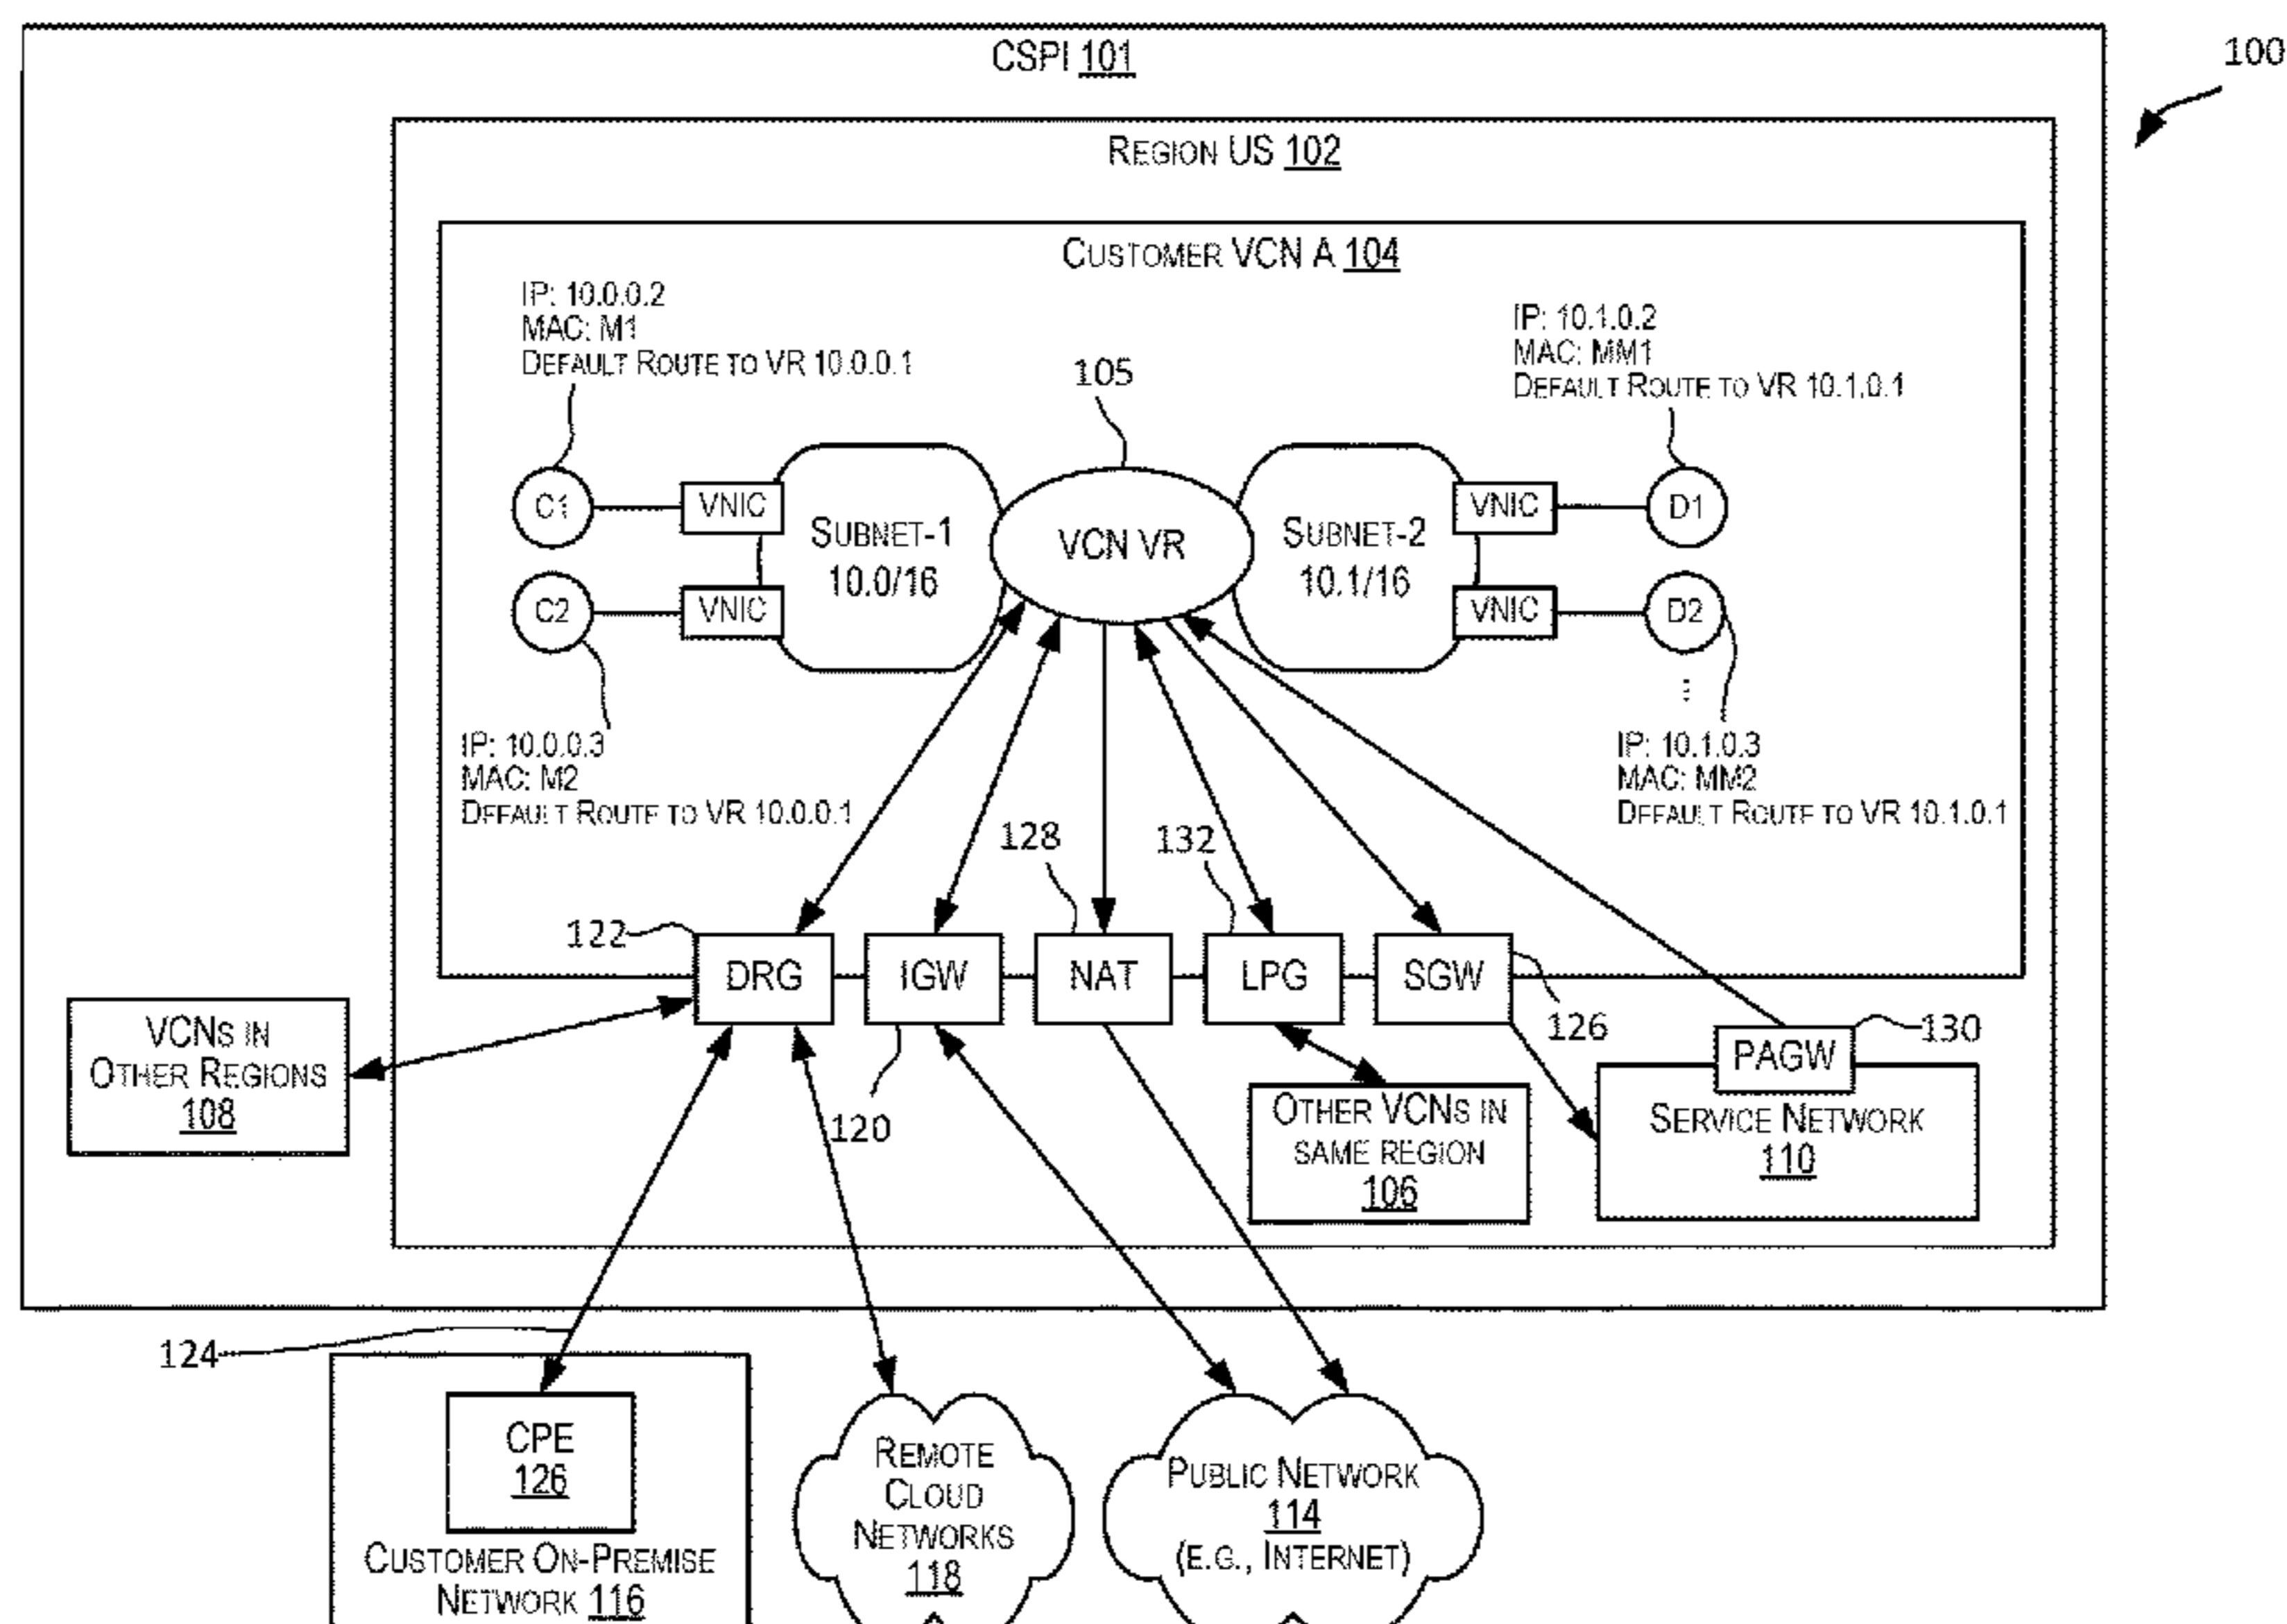 CSPI 101
100
REGION US 102
CUSTOMER VCN A 104
IP: 10.0.0.2
MAC: M1
DEFAULT ROUTE TO VR 10.0.0.1
IP: 10.1.0.2
MAC: MM1
DEFAULT ROUTE TO VR 10.1.0.1
105
C1
VNIC
SUBNET-1
10.0/16
VCN VR
SUBNET-2
10.1/16
VNIC
D1
C2
VNIC
VNIC
D2
IP: 10.0.0.3
MAC: M2
DEFAULT ROUTE TO VR 10.0.0.1
IP: 10.1.0.3
MAC: MM2
DEFAULT ROUTE TO VR 10.1.0.1
128
132
122
DRG
IGW
NAT
LPG
SGW
126
130
PAGW
VCNS IN
OTHER REGIONS
108
120
OTHER VCNS IN
SAME REGION
106
SERVICE NETWORK
110
124
CPE
126
CUSTOMER ON-PREMISE
NETWORK 116
REMOTE
CLOUD
NETWORKS
118
PUBLIC NETWORK
114
(E.G., INTERNET)